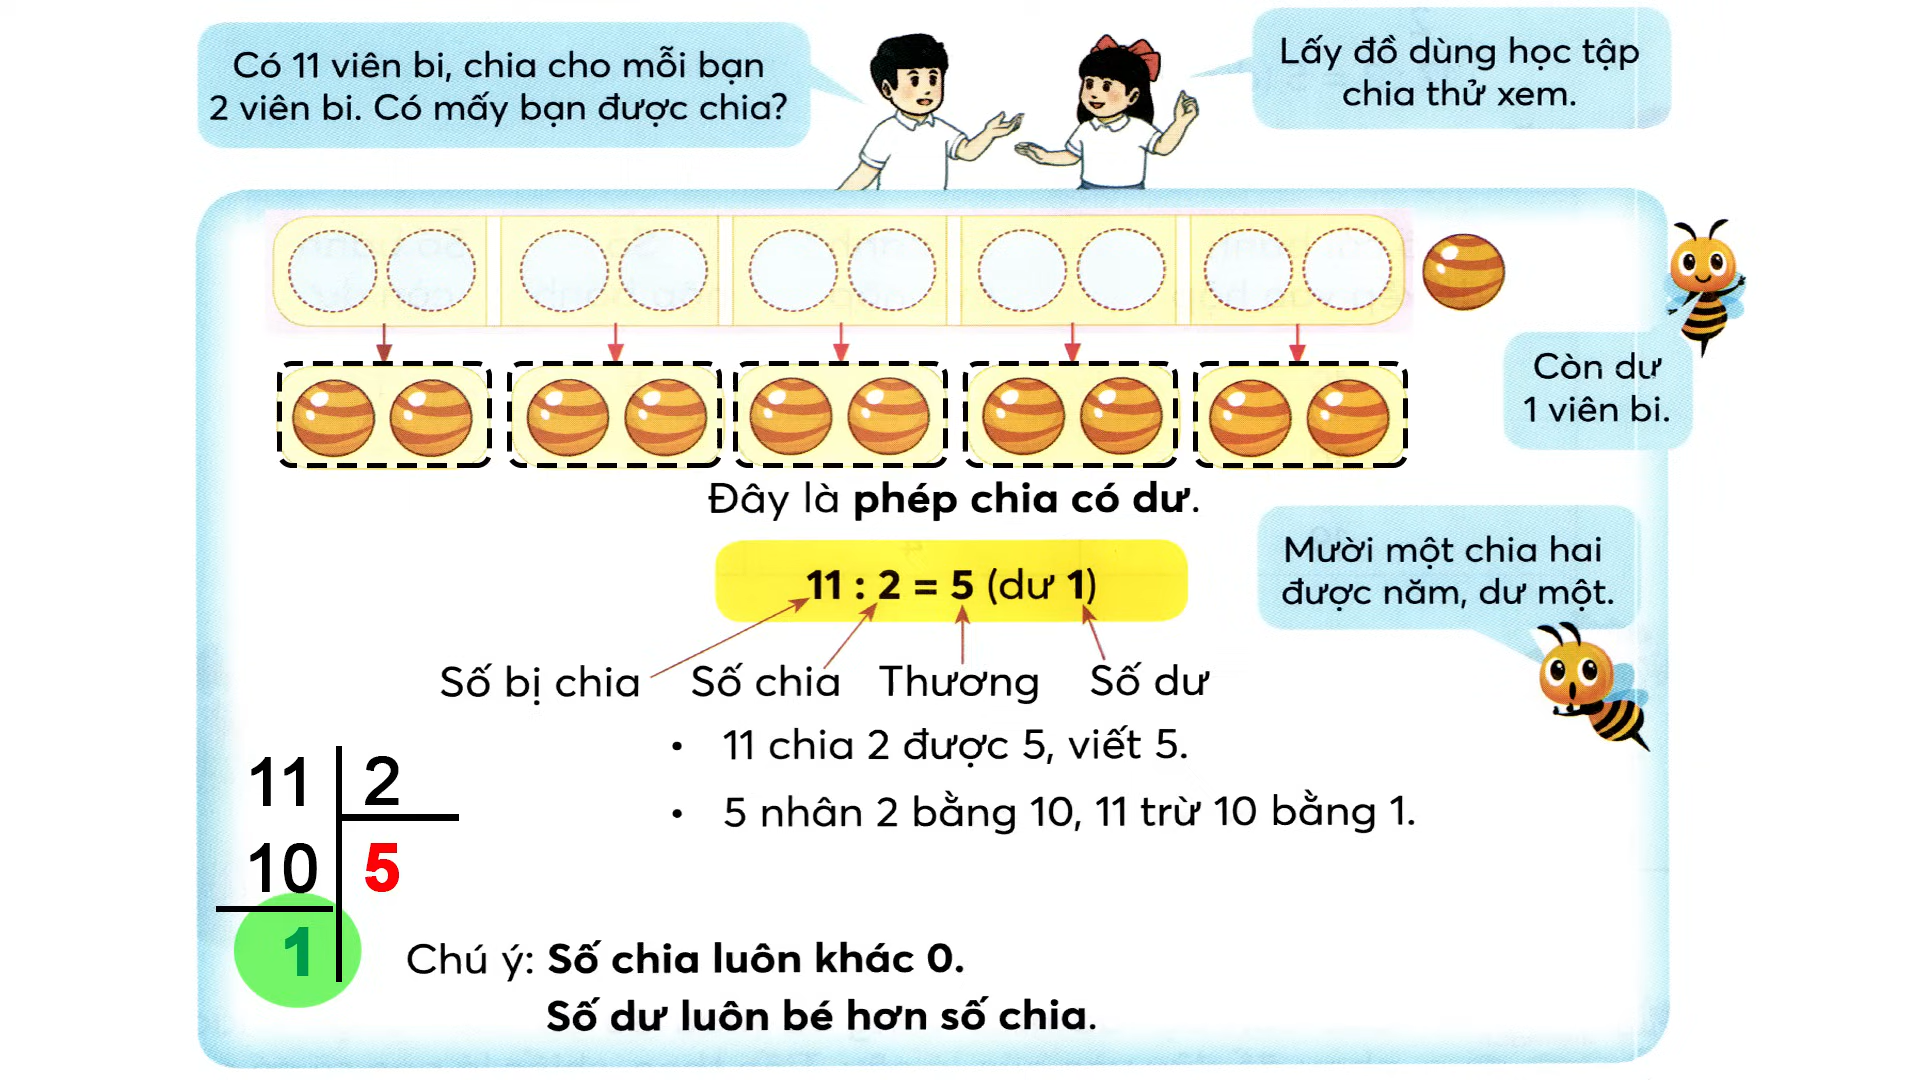 Có 11 viên bi, chia cho mỗi bạn
2 viên bi. Có mấy bạn được chia?
Lấy đồ dùng học tập
chia thử xem.
Còn dư
1 viên bi.
Đây là phép chia có dư.
11 : 2 = 5 (dư 1)
Mười một chia hai
được năm, dư một.
Số bị chia Số chia Thương Số dư
• 11 chia 2 được 5, viết 5.
• 5 nhân 2 bằng 10, 11 trừ 10 bằng 1.
11 2
10 5
1
Chú ý: Số chia luôn khác 0.
Số dư luôn bé hơn số chia.